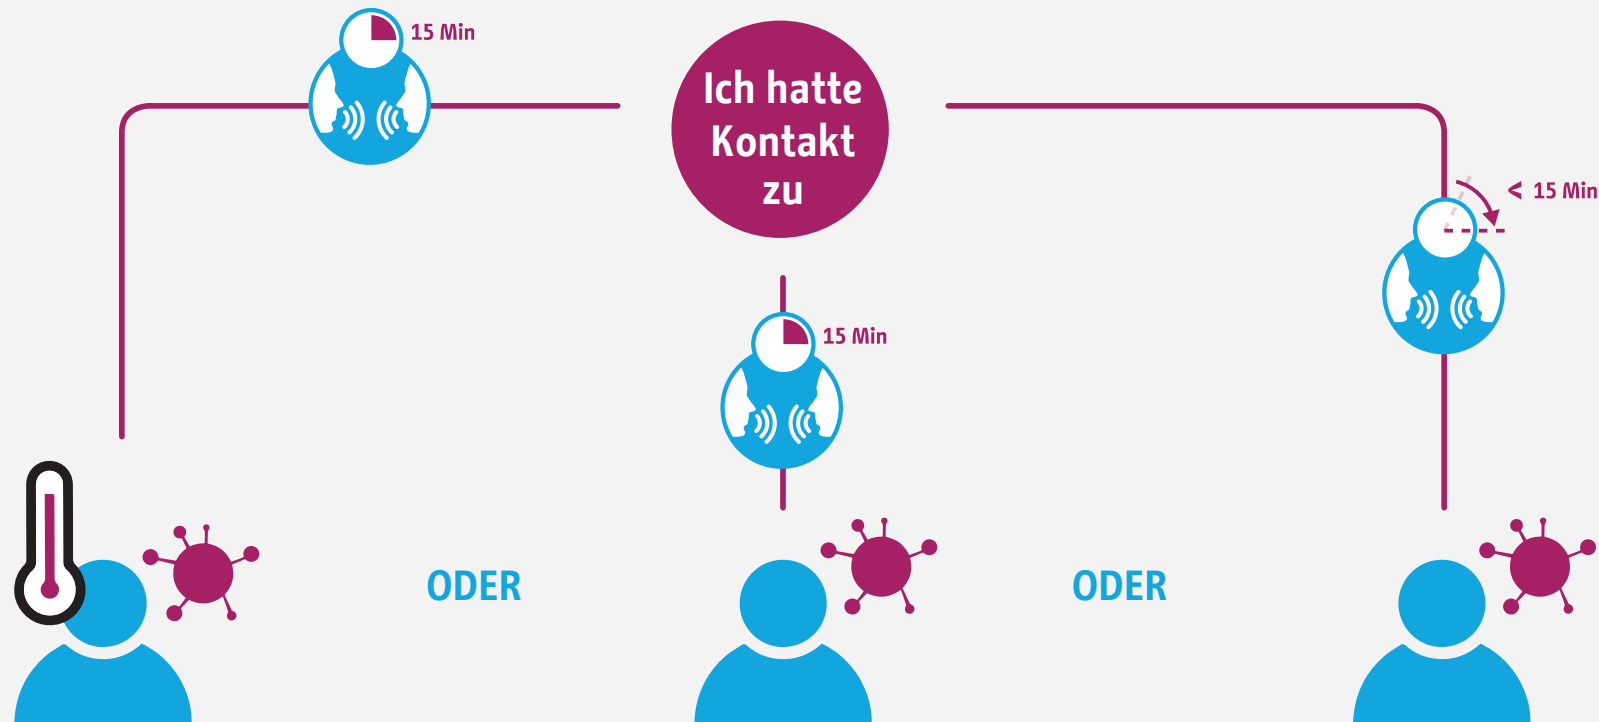 15 Min
Ich hatte
Kontakt
zu
< 15 Min
15 Min
ODER
ODER